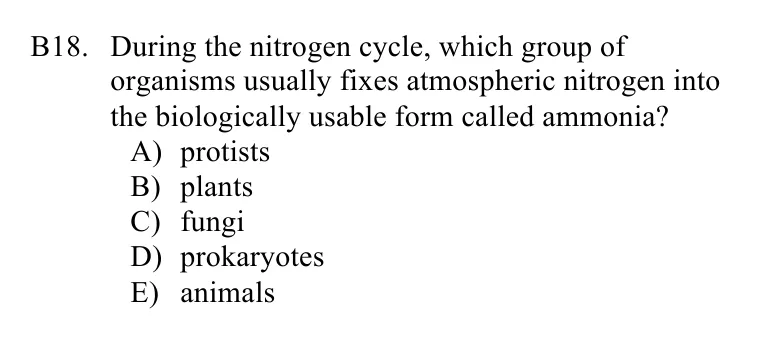 B18. During the nitrogen cycle, which group of
organisms usually fixes atmospheric nitrogen into
the biologically usable form called ammonia?
A) protists
B) plants
C) fungi
D) prokaryotes
E) animals